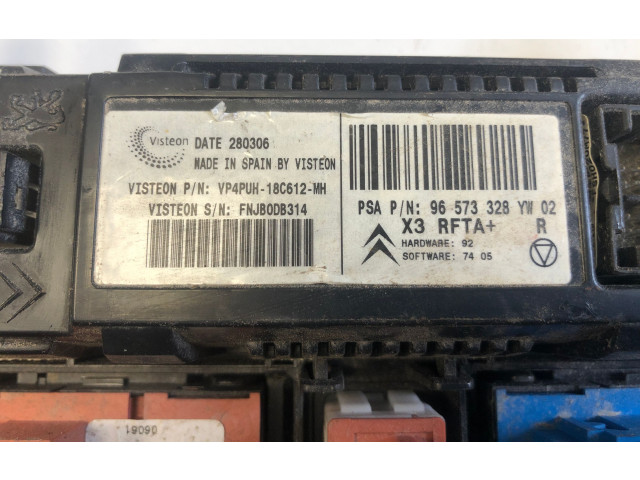 Visteon DATE 280306
MADE IN SPAIN BY VISTEON
VISTEON P/N: VP4PUH-18C612-MH
VISTEON S/N: FNJB0DB314
PSA P/N: 96 573 328 YW 02
X3 RFTA+ R
HARDWARE: 92
SOFTWARE: 74 05
06061